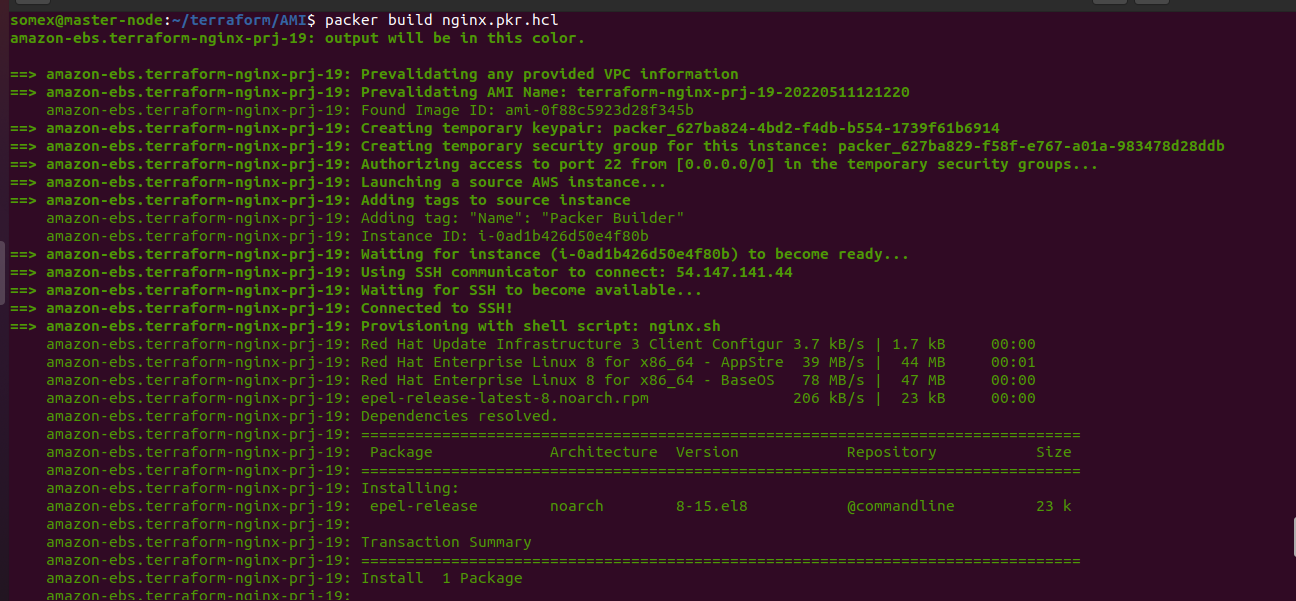 somex@master-node:~/terraform/AMI$ packer build nginx.pkr.hcl
amazon-ebs.terraform-nginx-prj-19: output will be in this color.

==> amazon-ebs.terraform-nginx-prj-19: Prevalidating any provided VPC information
==> amazon-ebs.terraform-nginx-prj-19: Prevalidating AMI Name: terraform-nginx-prj-19-20220511121220
    amazon-ebs.terraform-nginx-prj-19: Found Image ID: ami-0f88c5923d28f345b
==> amazon-ebs.terraform-nginx-prj-19: Creating temporary keypair: packer_627ba824-4bd2-f4db-b554-1739f61b6914
==> amazon-ebs.terraform-nginx-prj-19: Creating temporary security group for this instance: packer_627ba829-f58f-e767-a01a-983478d28ddb
==> amazon-ebs.terraform-nginx-prj-19: Authorizing access to port 22 from [0.0.0.0/0] in the temporary security groups...
==> amazon-ebs.terraform-nginx-prj-19: Launching a source AWS instance...
==> amazon-ebs.terraform-nginx-prj-19: Adding tags to source instance
    amazon-ebs.terraform-nginx-prj-19: Adding tag: "Name": "Packer Builder"
    amazon-ebs.terraform-nginx-prj-19: Instance ID: i-0ad1b426d50e4f80b
==> amazon-ebs.terraform-nginx-prj-19: Waiting for instance (i-0ad1b426d50e4f80b) to become ready...
==> amazon-ebs.terraform-nginx-prj-19: Using SSH communicator to connect: 54.147.141.44
==> amazon-ebs.terraform-nginx-prj-19: Waiting for SSH to become available...
==> amazon-ebs.terraform-nginx-prj-19: Connected to SSH!
==> amazon-ebs.terraform-nginx-prj-19: Provisioning with shell script: nginx.sh
    amazon-ebs.terraform-nginx-prj-19: Red Hat Update Infrastructure 3 Client Configur 3.7 kB/s | 1.7 kB     00:00
    amazon-ebs.terraform-nginx-prj-19: Red Hat Enterprise Linux 8 for x86_64 - AppStre  39 MB/s |  44 MB     00:01
    amazon-ebs.terraform-nginx-prj-19: Red Hat Enterprise Linux 8 for x86_64 - BaseOS   78 MB/s |  47 MB     00:00
    amazon-ebs.terraform-nginx-prj-19: epel-release-latest-8.noarch.rpm                206 kB/s |  23 kB     00:00
    amazon-ebs.terraform-nginx-prj-19: Dependencies resolved.
    amazon-ebs.terraform-nginx-prj-19: ================================================================================
    amazon-ebs.terraform-nginx-prj-19:  Package             Architecture  Version            Repository           Size
    amazon-ebs.terraform-nginx-prj-19: ================================================================================
    amazon-ebs.terraform-nginx-prj-19: Installing:
    amazon-ebs.terraform-nginx-prj-19:  epel-release        noarch        8-15.el8           @commandline         23 k
    amazon-ebs.terraform-nginx-prj-19:
    amazon-ebs.terraform-nginx-prj-19: Transaction Summary
    amazon-ebs.terraform-nginx-prj-19: ================================================================================
    amazon-ebs.terraform-nginx-prj-19: Install  1 Package
    amazon-ebs.terraform-nginx-prj-19: